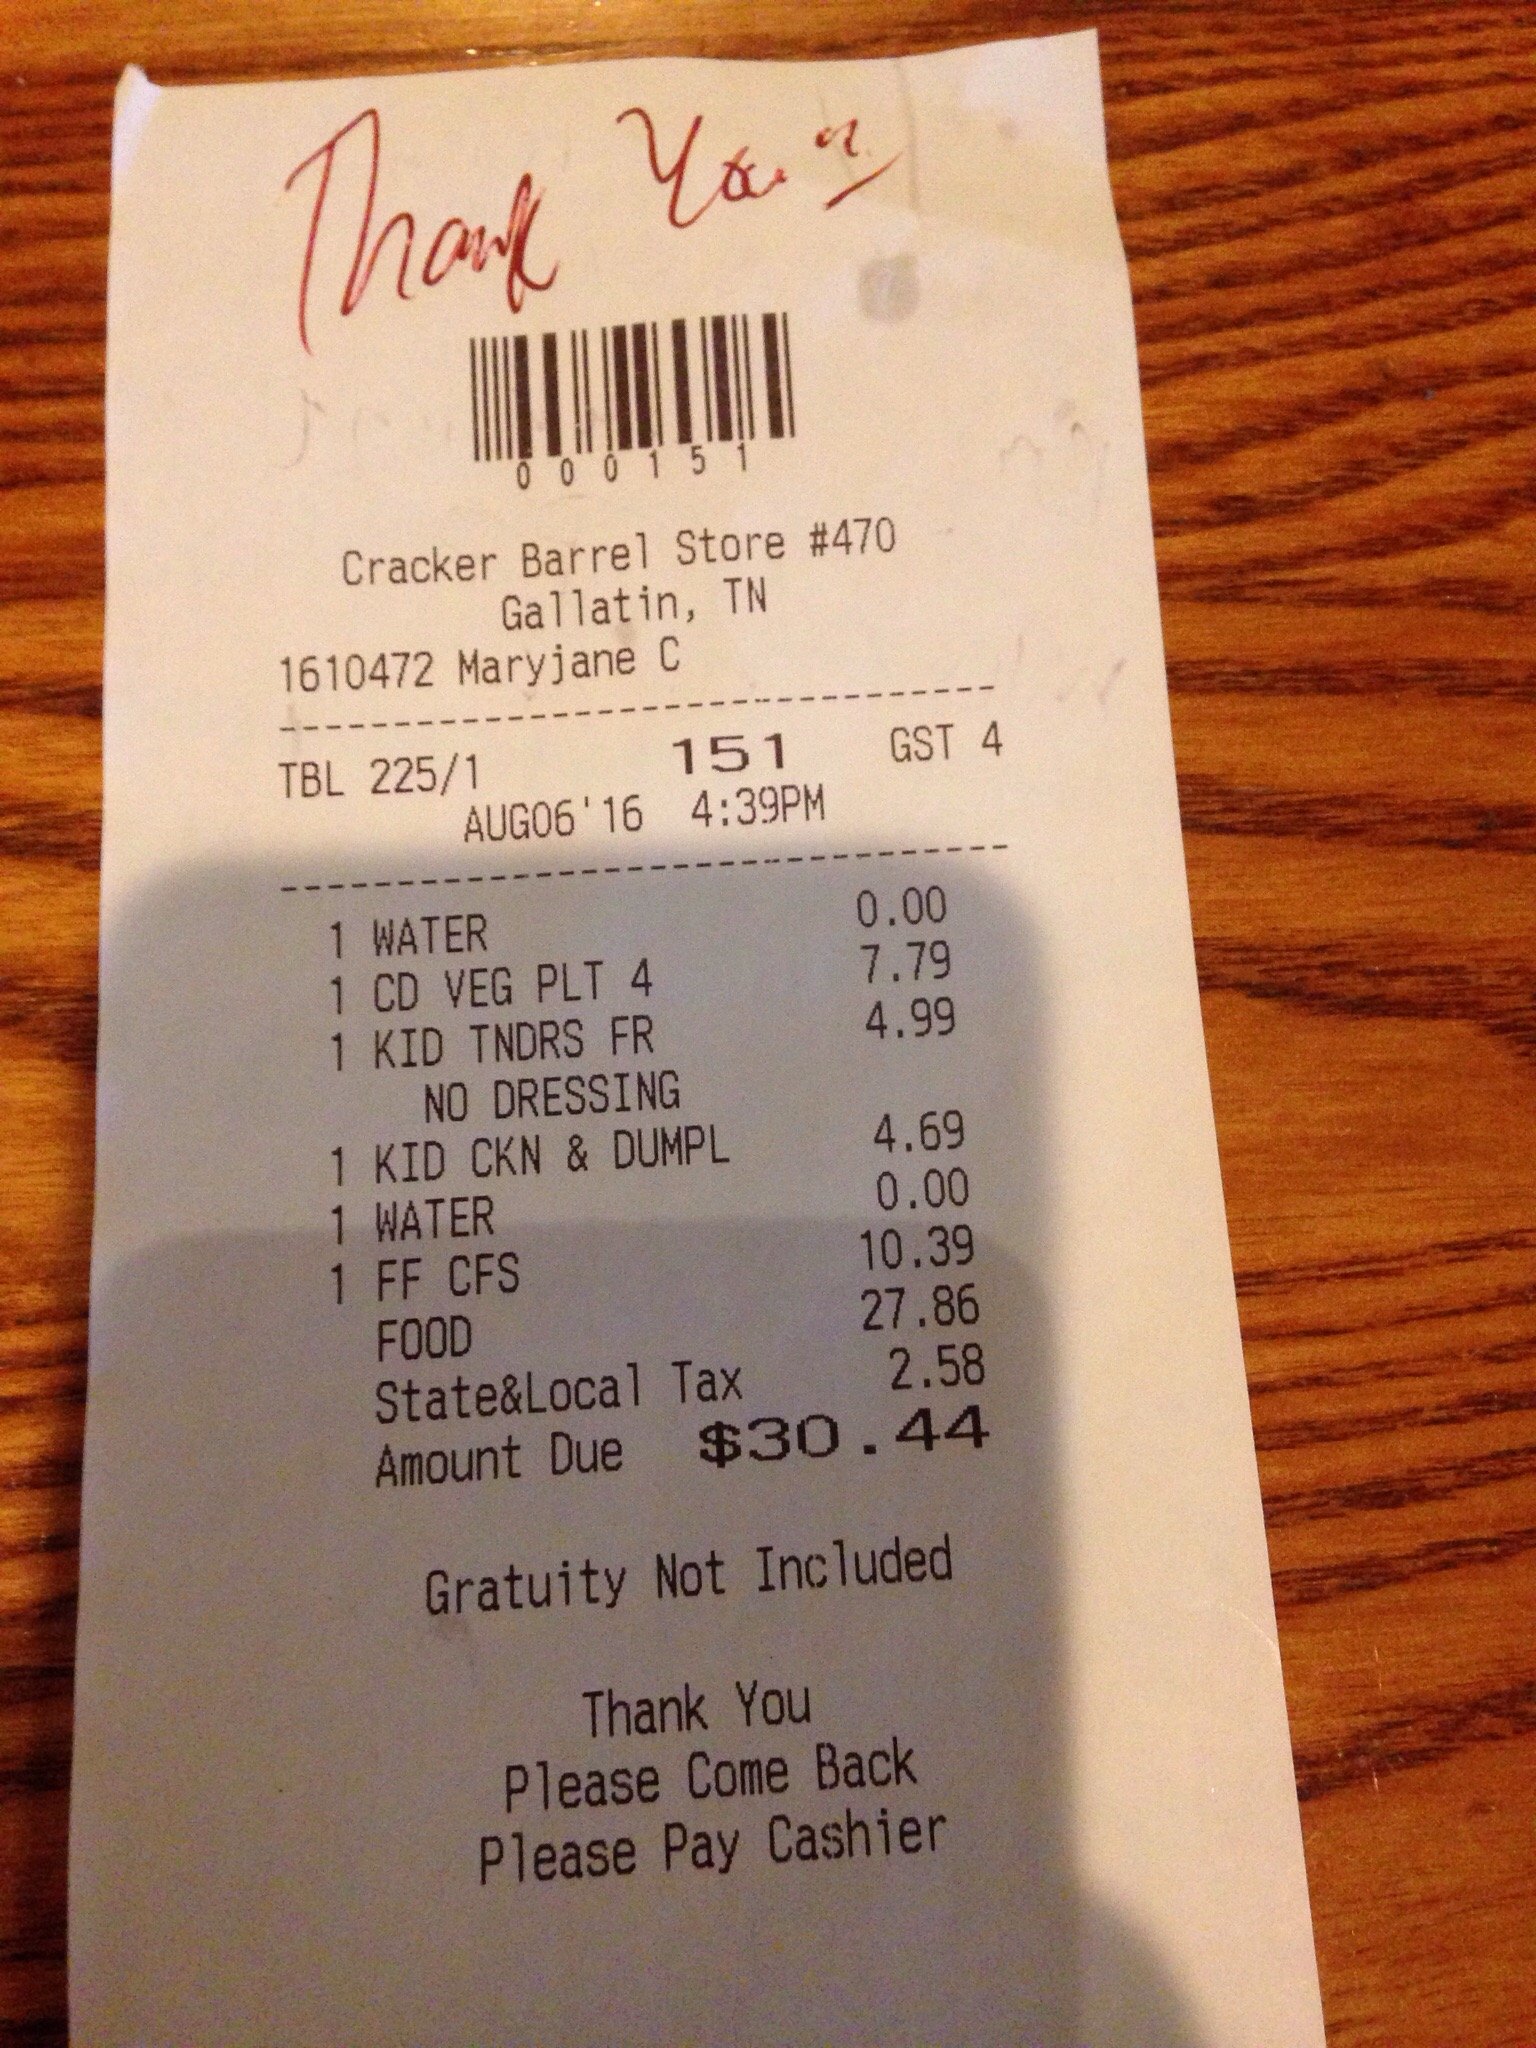 Thank You
000151
Cracker Barrel Store #470
Gallatin, TN
1610472 Maryjane C
TBL 225/1 151 GST 4
AUG06'16 4:39PM
1 WATER 0.00
1 CD VEG PLT 4 7.79
1 KID TNDRS FR 4.99
NO DRESSING
1 KID CKN & DUMPL 4.69
1 WATER 0.00
1 FF CFS 10.39
FOOD 27.86
State&Local Tax 2.58
Amount Due $30.44
Gratuity Not Included
Thank You
Please Come Back
Please Pay Cashier